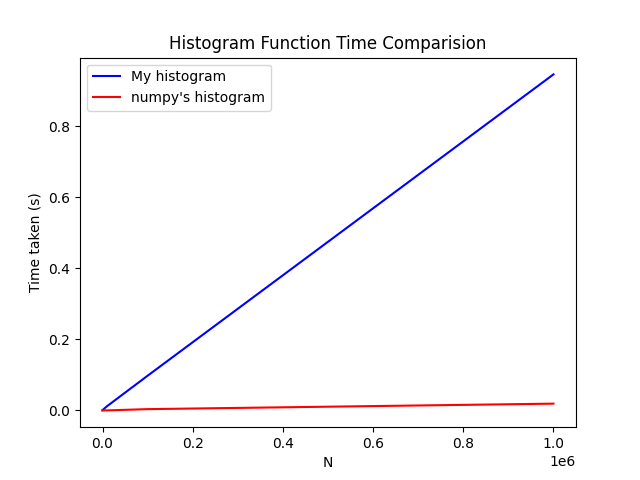 Histogram Function Time Comparision
My histogram
numpy's histogram
Time taken (s)
0.8
0.6
0.4
0.2
0.0
0.0 0.2 0.4 0.6 0.8 1.0
1e6
N